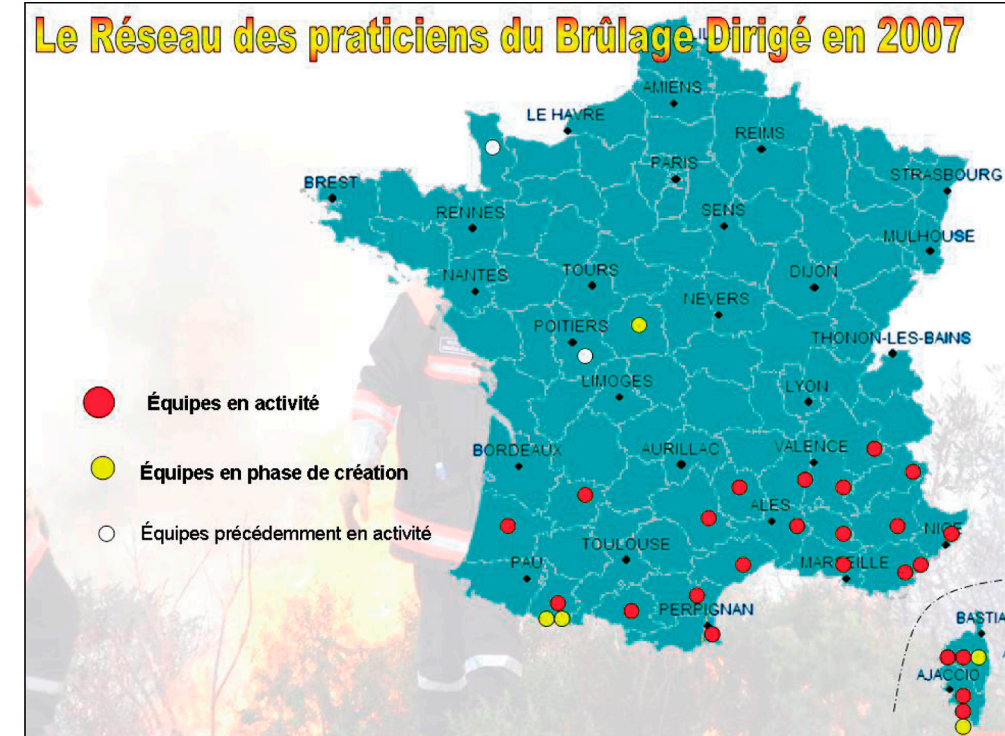 Le Réseau des praticiens du Brûlage Dirigé en 2007
AMIENS
LE HAVRE
REIMS
PARIS
STRASBOURG
BREST
SENS
RENNES
MULHOUSE
NANTES
TOURS
DIJON
NEVERS
POITIERS
THONON-LES-BAINS
LIMOGES
LYON
Équipes en activité
BORDEAUX
AURILLAC
VALENCE
Équipes en phase de création
ALES
Équipes précédemment en activité
NICE
TOULOUSE
PAU
MARSEILLE
PERPIGNAN
BASTIA
AJACCIO